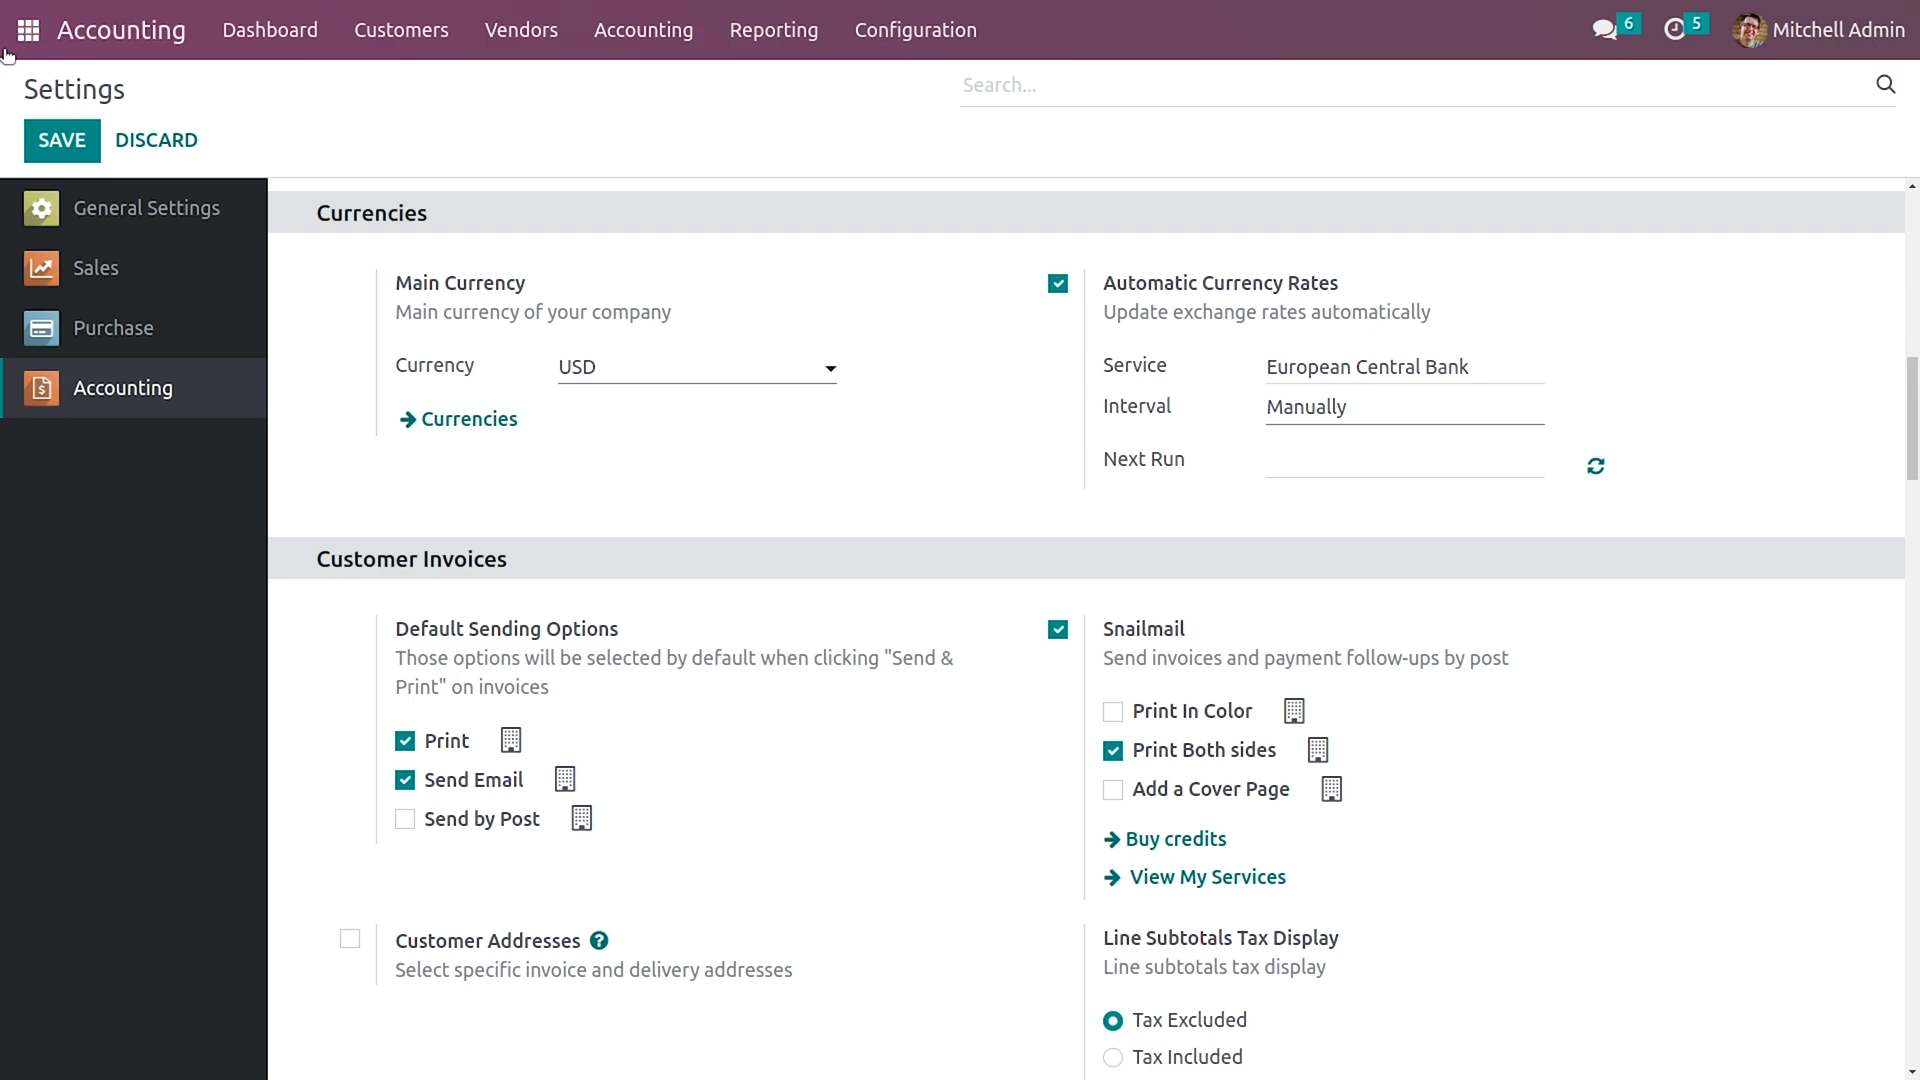 Accounting Dashboard Customers Vendors Accounting Reporting Configuration 6 5 Mitchell Admin
Settings
Search...
SAVE DISCARD
General Settings
Sales
Purchase
Accounting
Currencies
Main Currency
Main currency of your company
Currency USD
Currencies
Automatic Currency Rates
Update exchange rates automatically
Service European Central Bank
Interval Manually
Next Run
Customer Invoices
Default Sending Options
Those options will be selected by default when clicking "Send &
Print" on invoices
Print
Send Email
Send by Post
Snailmail
Send invoices and payment follow-ups by post
Print In Color
Print Both sides
Add a Cover Page
Buy credits
View My Services
Customer Addresses ?
Select specific invoice and delivery addresses
Line Subtotals Tax Display
Line subtotals tax display
Tax Excluded
Tax Included